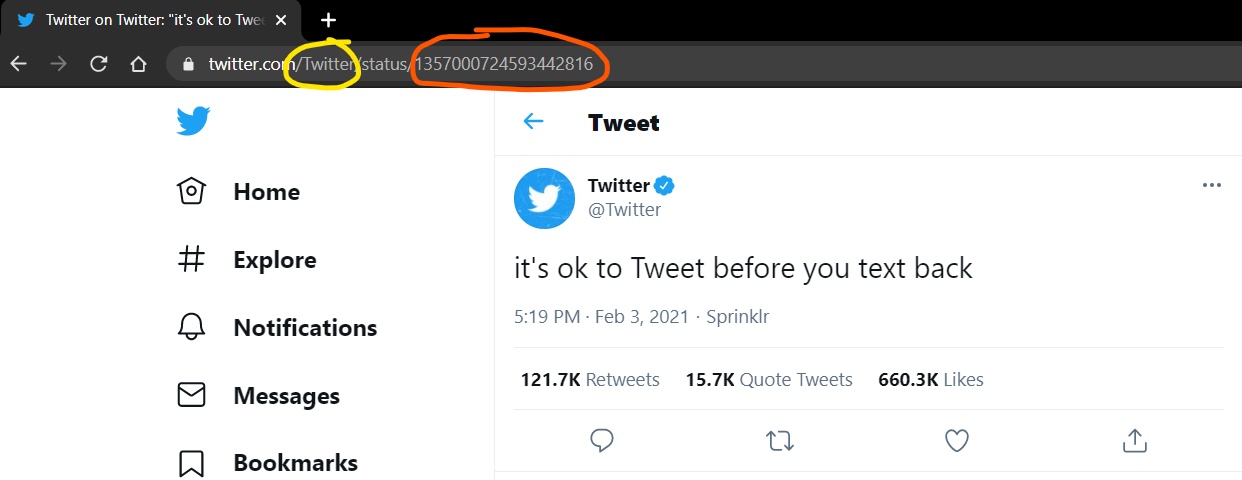 Twitter on Twitter: "it's ok to Twee
twitter.com/Twitter/status/1357000724593442816
Home
Explore
Notifications
Messages
Bookmarks
Tweet
Twitter
@Twitter
it's ok to Tweet before you text back
5:19 PM · Feb 3, 2021 · Sprinklr
121.7K Retweets 15.7K Quote Tweets 660.3K Likes